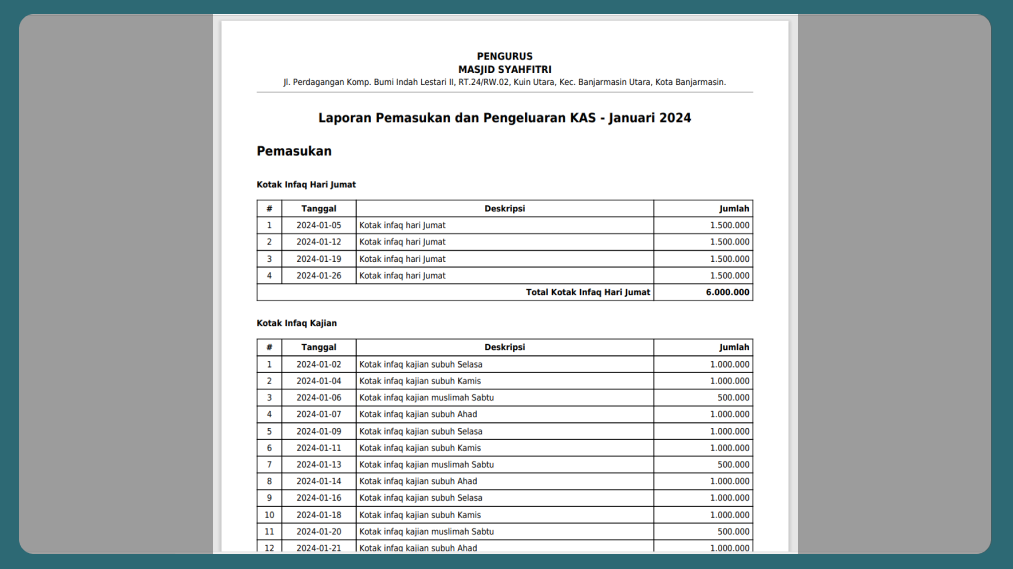 PENGURUS
MASJID SYAHFITRI
Jl. Perdagangan Komp. Bumi Indah Lestari II, RT.24/RW.02, Kuin Utara, Kec. Banjarmasin Utara, Kota Banjarmasin.
Laporan Pemasukan dan Pengeluaran KAS - Januari 2024
Pemasukan
Kotak Infaq Hari Jumat
# Tanggal Deskripsi Jumlah
1 2024-01-05 Kotak infaq hari Jumat 1.500.000
2 2024-01-12 Kotak infaq hari Jumat 1.500.000
3 2024-01-19 Kotak infaq hari Jumat 1.500.000
4 2024-01-26 Kotak infaq hari Jumat 1.500.000
Total Kotak Infaq Hari Jumat 6.000.000
Kotak Infaq Kajian
# Tanggal Deskripsi Jumlah
1 2024-01-02 Kotak infaq kajian subuh Selasa 1.000.000
2 2024-01-04 Kotak infaq kajian subuh Kamis 1.000.000
3 2024-01-06 Kotak infaq kajian muslimah Sabtu 500.000
4 2024-01-07 Kotak infaq kajian subuh Ahad 1.000.000
5 2024-01-09 Kotak infaq kajian subuh Selasa 1.000.000
6 2024-01-11 Kotak infaq kajian subuh Kamis 1.000.000
7 2024-01-13 Kotak infaq kajian muslimah Sabtu 500.000
8 2024-01-14 Kotak infaq kajian subuh Ahad 1.000.000
9 2024-01-16 Kotak infaq kajian subuh Selasa 1.000.000
10 2024-01-18 Kotak infaq kajian subuh Kamis 1.000.000
11 2024-01-20 Kotak infaq kajian muslimah Sabtu 500.000
12 2024-01-21 Kotak infaq kajian subuh Ahad 1.000.000